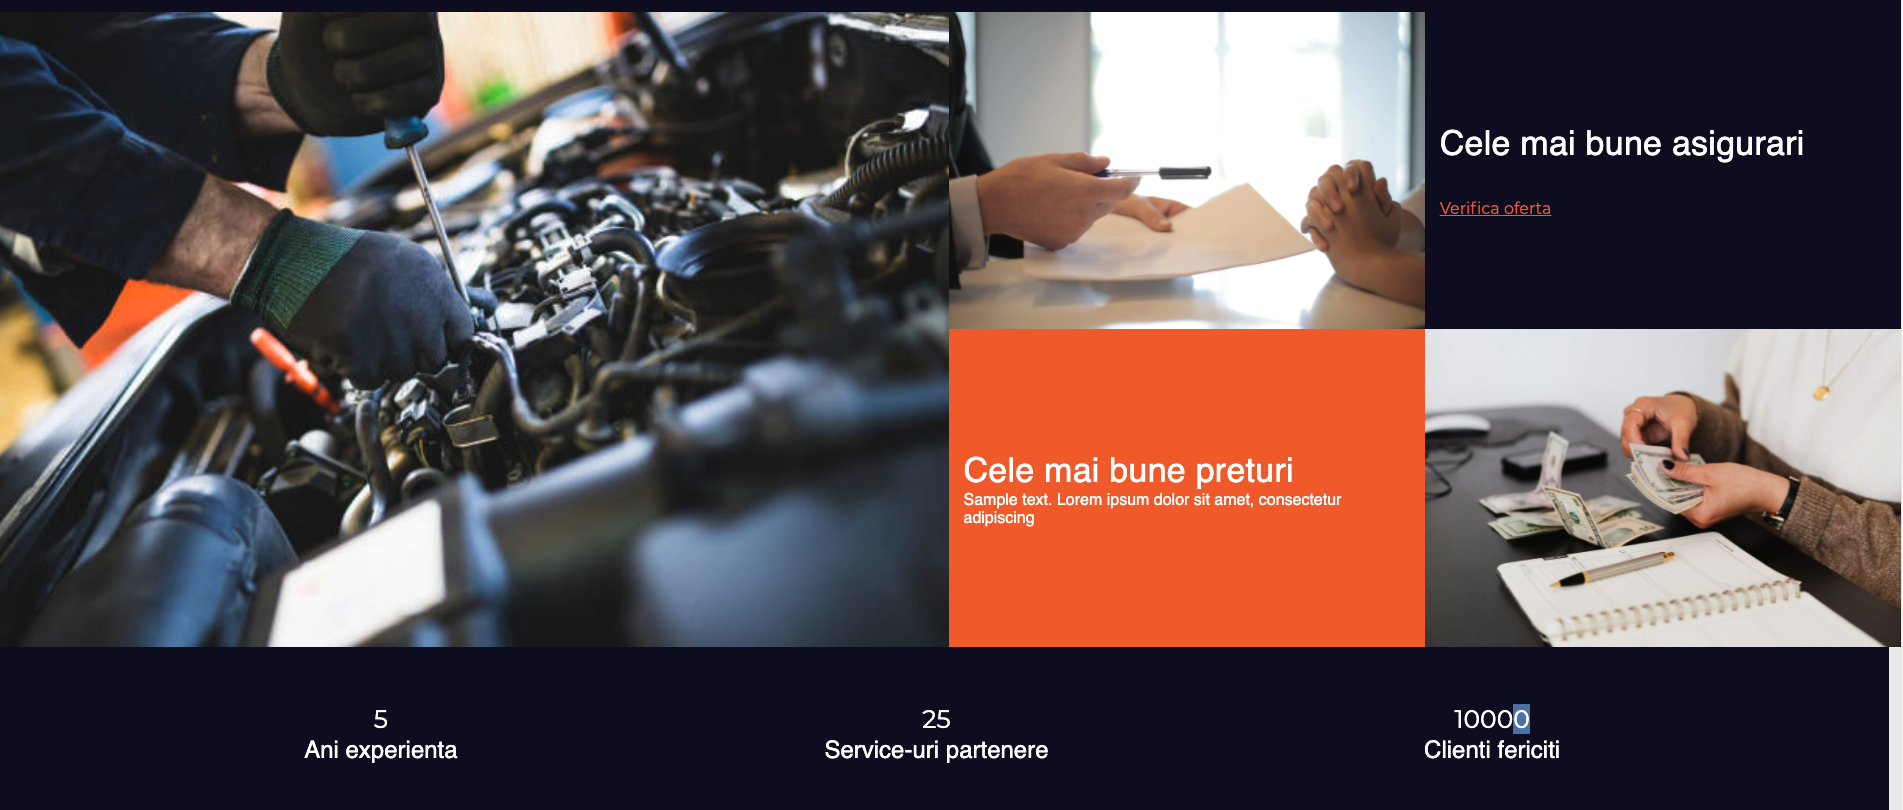 Cele mai bune asigurari
Verifica oferta
Cele mai bune preturi
Sample text. Lorem ipsum dolor sit amet, consectetur
adipiscing
5
Ani experienta
25
Service-uri partenere
10000
Clienti fericiti